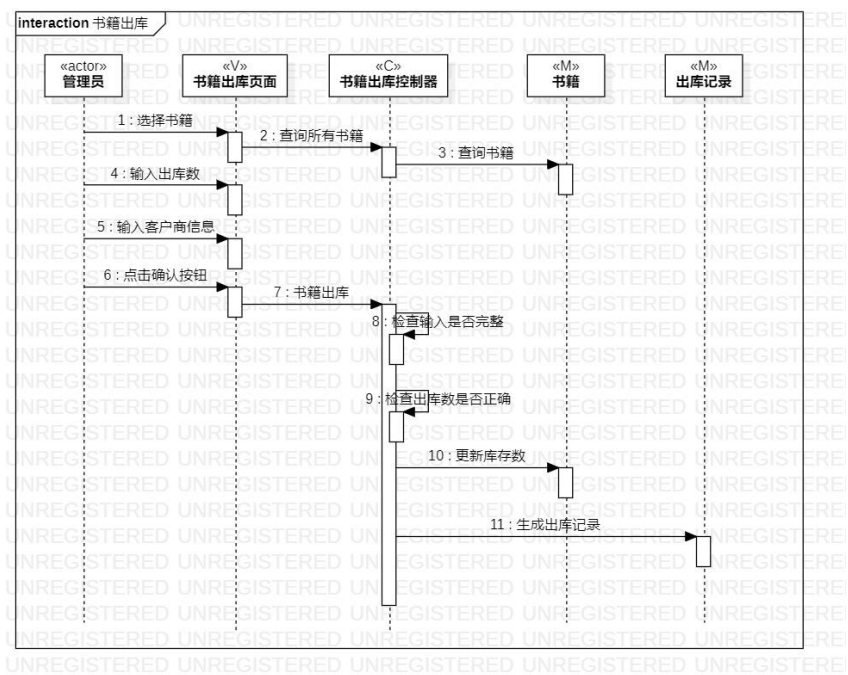 interaction 书籍出库
«actor»
管理员
«V»
书籍出库页面
«C»
书籍出库控制器
«M»
书籍
«M»
出库记录
1 : 选择书籍
2 : 查询所有书籍
3 : 查询书籍
4 : 输入出库数
5 : 输入客户商信息
6 : 点击确认按钮
7 : 书籍出库
8 : 检查输入是否完整
9 : 检查出库数是否正确
10 : 更新库存数
11 : 生成出库记录
UNREGISTERED UNREGISTERED UNREGISTERED UNREGISTERED UNREGISTERED